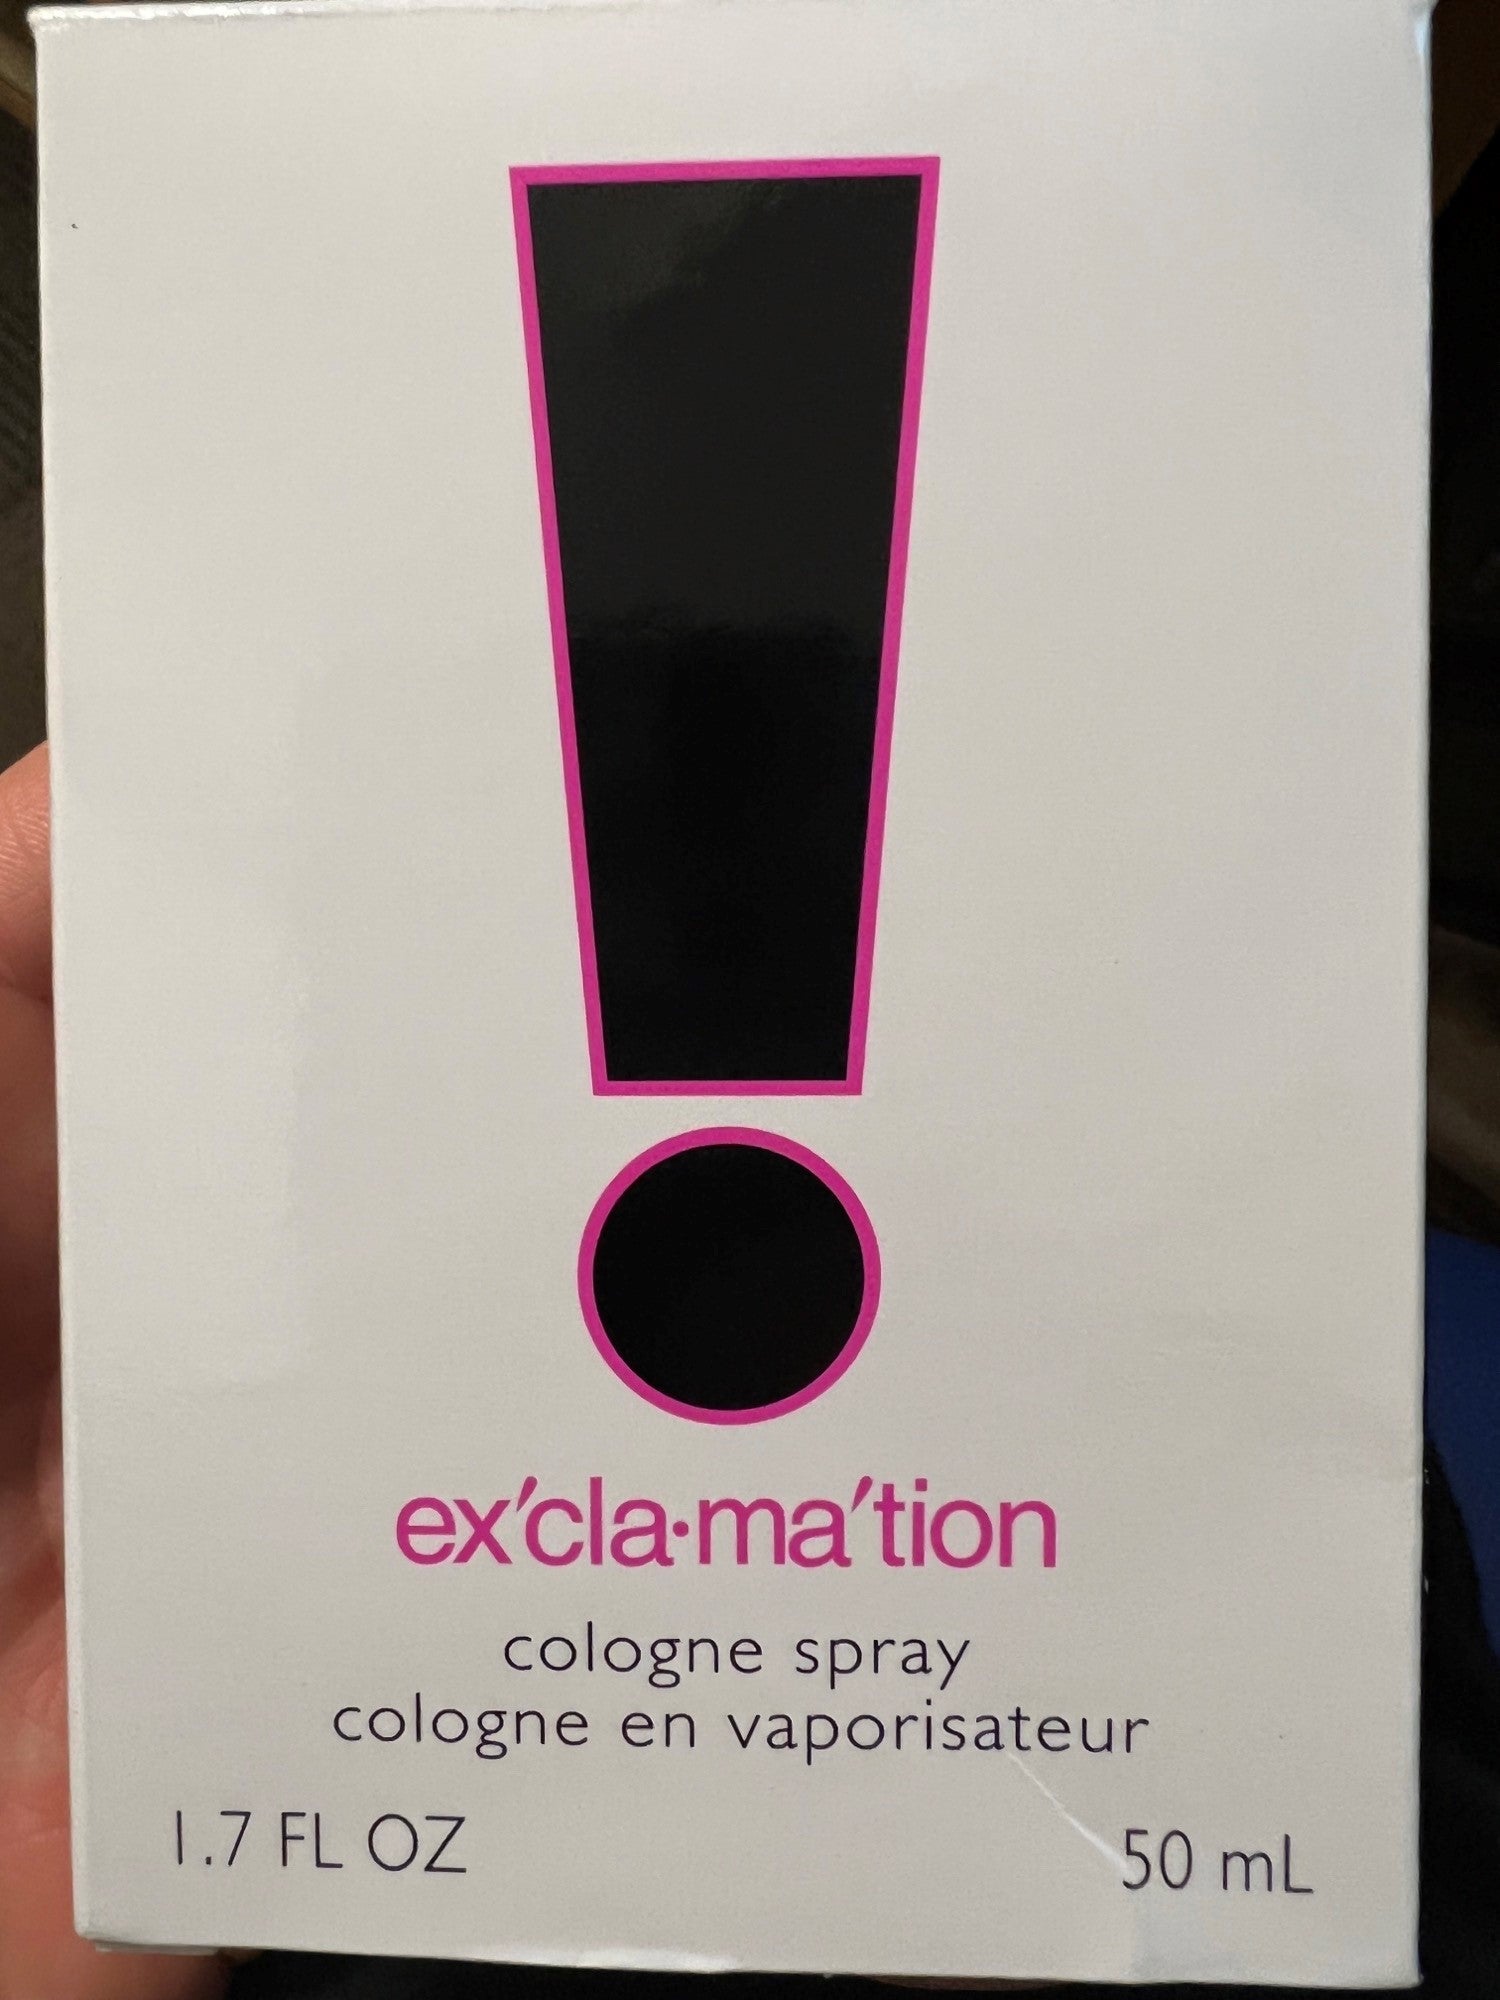 ex′cla·ma′tion
cologne spray
cologne en vaporisateur
1.7 FL OZ
50 mL